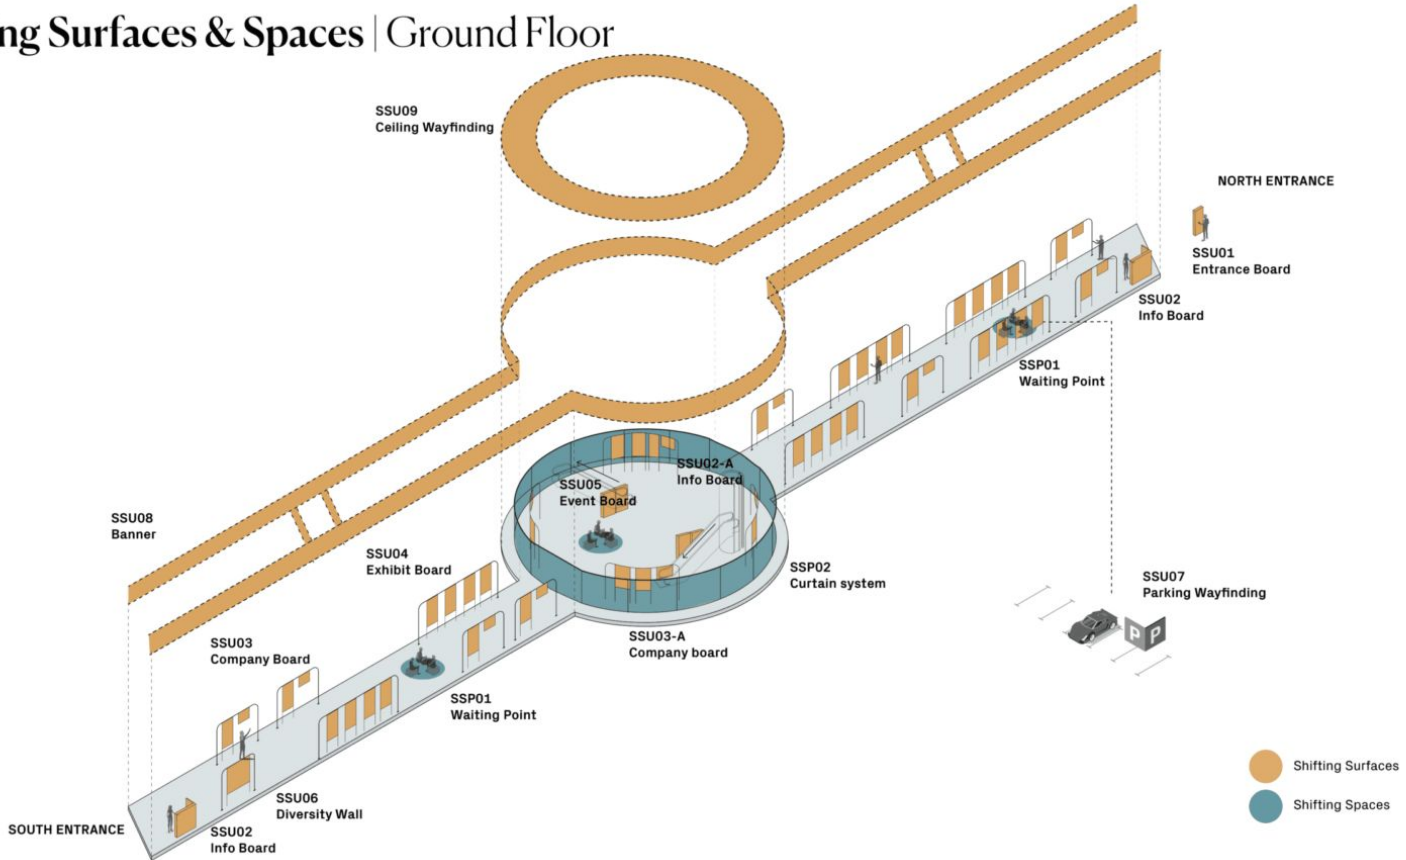 ng Surfaces & Spaces | Ground Floor
SSU09
Ceiling Wayfinding
NORTH ENTRANCE
SSU01
Entrance Board
SSU02
Info Board
SSP01
Waiting Point
SSU02-A
Info Board
SSU05
Event Board
SSU08
Banner
SSU04
Exhibit Board
SSP02
Curtain system
SSU07
Parking Wayfinding
P P
SSU03
Company Board
SSU03-A
Company board
SSP01
Waiting Point
SSU06
Diversity Wall
SOUTH ENTRANCE
SSU02
Info Board
Shifting Surfaces
Shifting Spaces